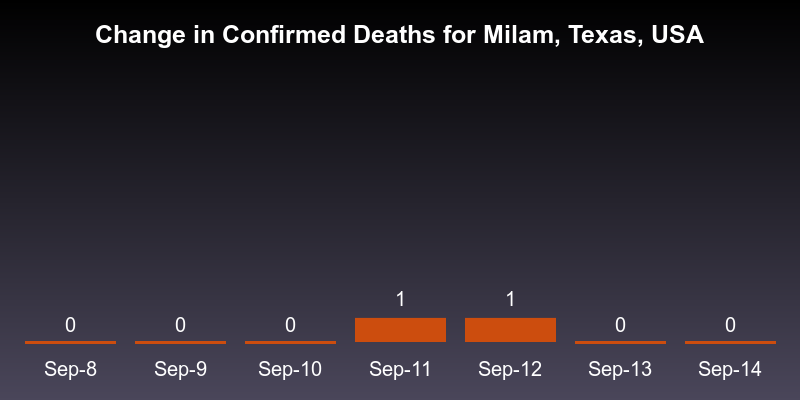 Change in Confirmed Deaths for Milam, Texas, USA
1 1
0 0 0 0 0
Sep-8 Sep-9 Sep-10 Sep-11 Sep-12 Sep-13 Sep-14